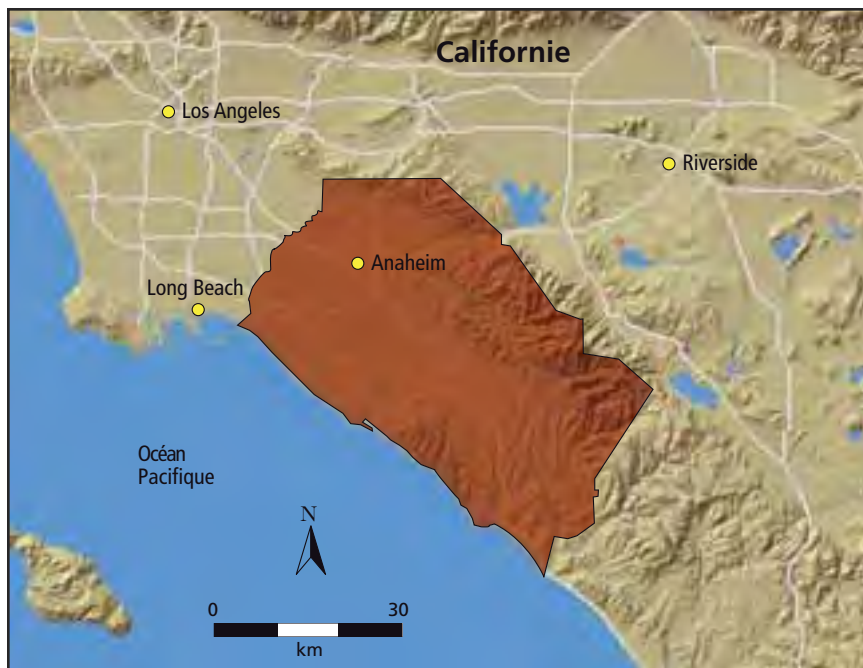 Californie
Los Angeles
Riverside
Anaheim
Long Beach
Océan
Pacifique
N
0 30
km